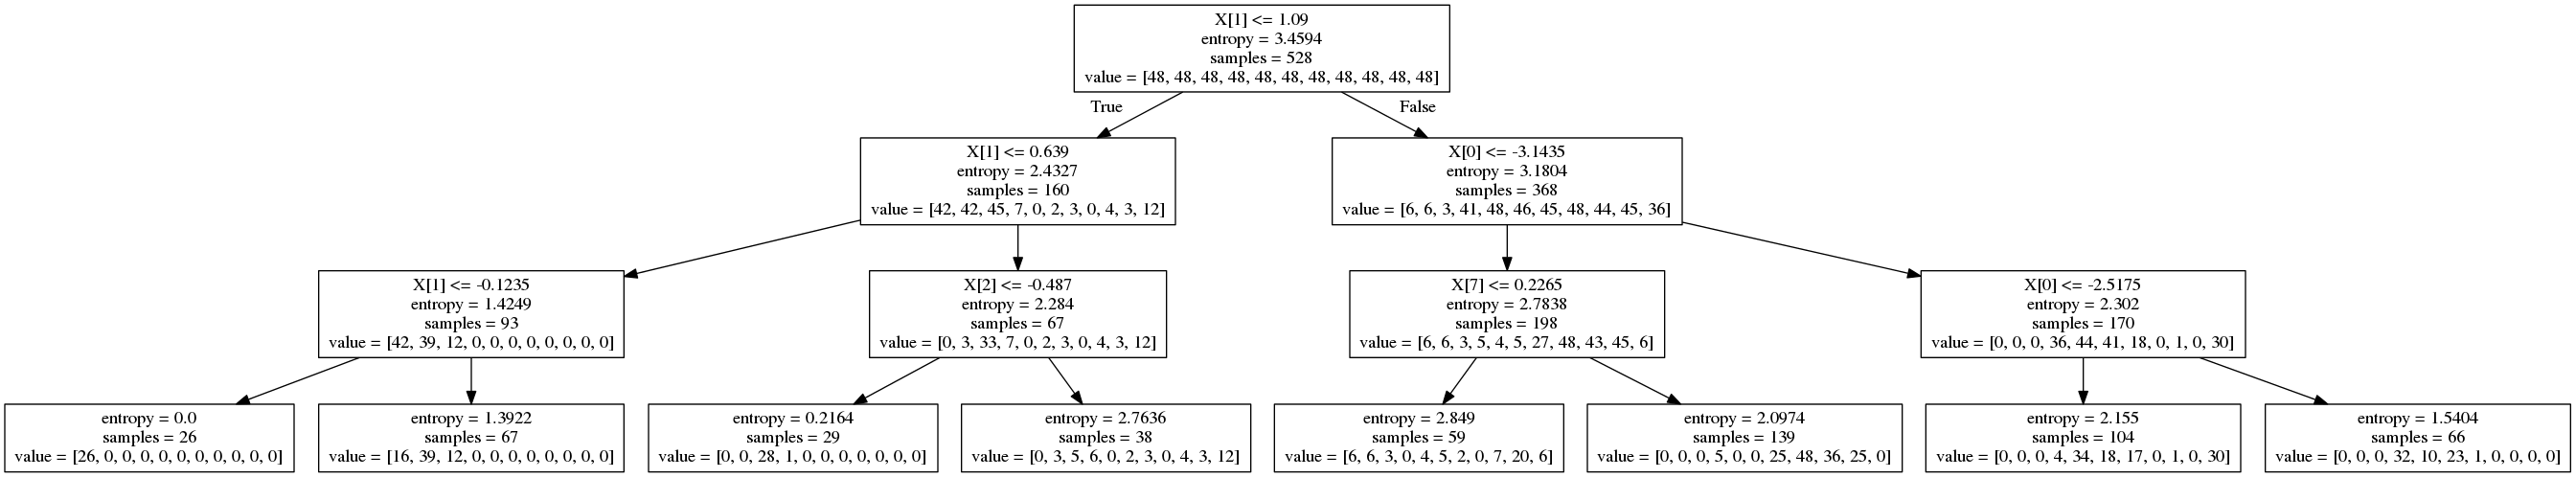 X[1] <= 1.09
entropy = 3.4594
samples = 528
value = [48, 48, 48, 48, 48, 48, 48, 48, 48, 48, 48]
True
False
X[1] <= 0.639
entropy = 2.4327
samples = 160
value = [42, 42, 45, 7, 0, 2, 3, 0, 4, 3, 12]
X[0] <= -3.1435
entropy = 3.1804
samples = 368
value = [6, 6, 3, 41, 48, 46, 45, 48, 44, 45, 36]
X[1] <= -0.1235
entropy = 1.4249
samples = 93
value = [42, 39, 12, 0, 0, 0, 0, 0, 0, 0, 0]
X[2] <= -0.487
entropy = 2.284
samples = 67
value = [0, 3, 33, 7, 0, 2, 3, 0, 4, 3, 12]
X[7] <= 0.2265
entropy = 2.7838
samples = 198
value = [6, 6, 3, 5, 4, 5, 27, 48, 43, 45, 6]
X[0] <= -2.5175
entropy = 2.302
samples = 170
value = [0, 0, 0, 36, 44, 41, 18, 0, 1, 0, 30]
entropy = 0.0
samples = 26
value = [26, 0, 0, 0, 0, 0, 0, 0, 0, 0, 0]
entropy = 1.3922
samples = 67
value = [16, 39, 12, 0, 0, 0, 0, 0, 0, 0, 0]
entropy = 0.2164
samples = 29
value = [0, 0, 28, 1, 0, 0, 0, 0, 0, 0, 0]
entropy = 2.7636
samples = 38
value = [0, 3, 5, 6, 0, 2, 3, 0, 4, 3, 12]
entropy = 2.849
samples = 59
value = [6, 6, 3, 0, 4, 5, 2, 0, 7, 20, 6]
entropy = 2.0974
samples = 139
value = [0, 0, 0, 5, 0, 0, 25, 48, 36, 25, 0]
entropy = 2.155
samples = 104
value = [0, 0, 0, 4, 34, 18, 17, 0, 1, 0, 30]
entropy = 1.5404
samples = 66
value = [0, 0, 0, 32, 10, 23, 1, 0, 0, 0, 0]